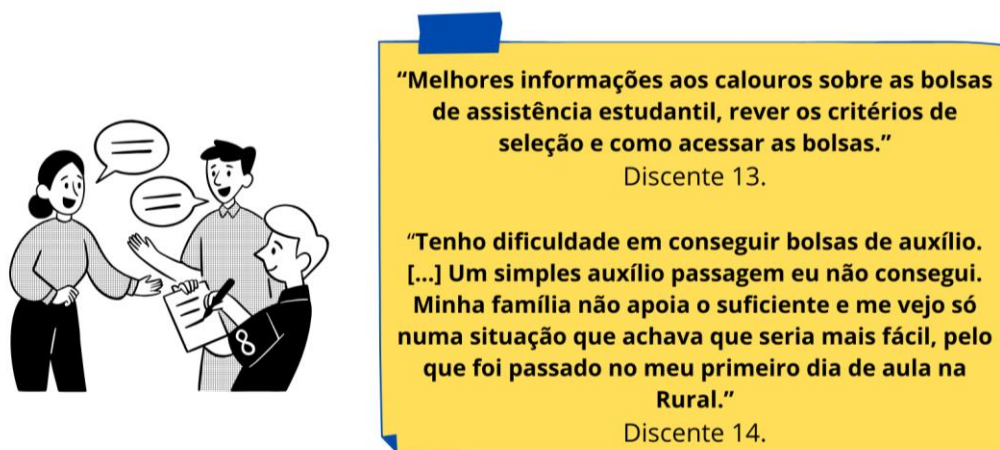 “Melhores informações aos calouros sobre as bolsas
de assistência estudantil, rever os critérios de
seleção e como acessar as bolsas.”
Discente 13.
“Tenho dificuldade em conseguir bolsas de auxílio.
[...] Um simples auxílio passagem eu não consegui.
Minha família não apoia o suficiente e me vejo só
numa situação que achava que seria mais fácil, pelo
que foi passado no meu primeiro dia de aula na
Rural.”
Discente 14.